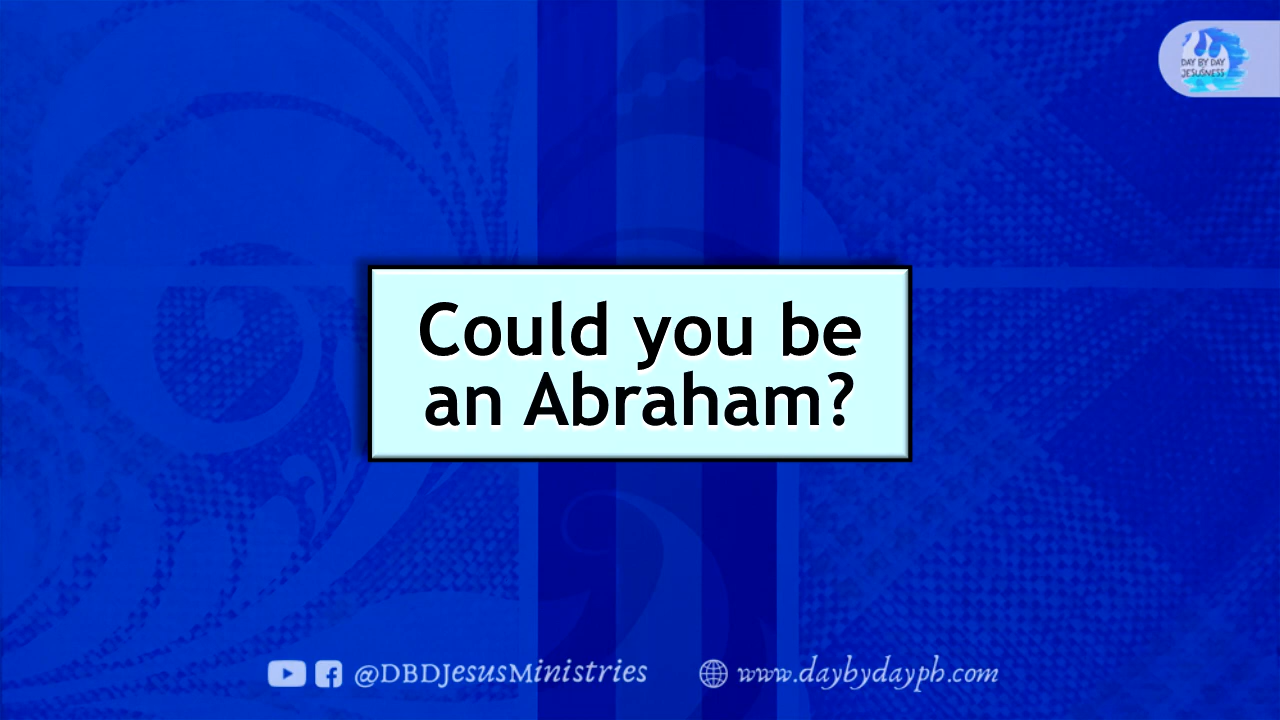 DAY BY DAY
JESUSNESS
Could you be
an Abraham?
@DBDJesusMinistries
www.daybydayph.com